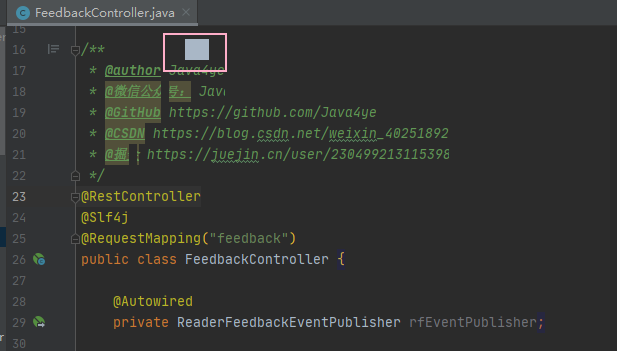 FeedbackController.java ×
15
16 /**
17 * @author Java4ye
18 * @微信公众号: Java
19 * @GitHub https://github.com/Java4ye
20 * @CSDN https://blog.csdn.net/weixin_40251892
21 * @掘: https://juejin.cn/user/230499213115398
22 */
23 @RestController
24 @Slf4j
25 @RequestMapping("feedback")
26 public class FeedbackController {
27
28 @Autowired
29 private ReaderFeedbackEventPublisher rfEventPublisher;
30